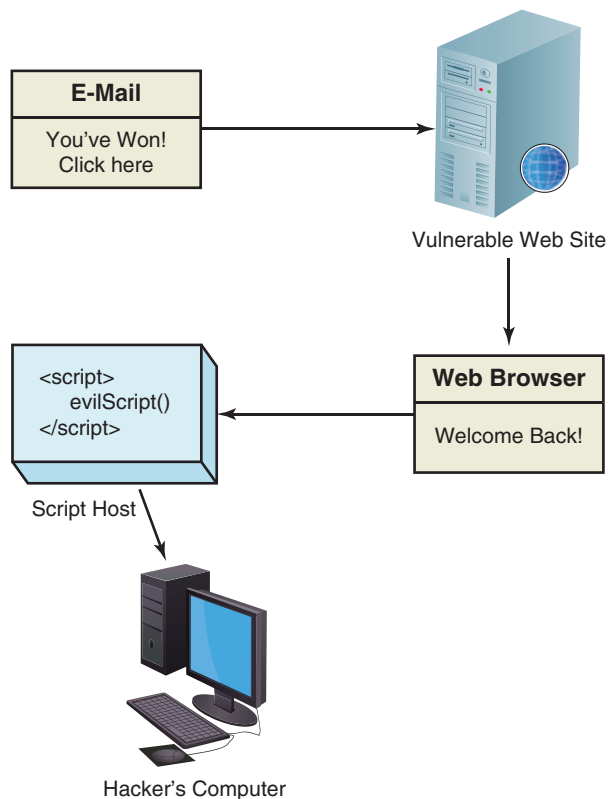 E-Mail
You've Won!
Click here
Vulnerable Web Site
<script>
evilScript()
</script>
Web Browser
Welcome Back!
Script Host
Hacker's Computer